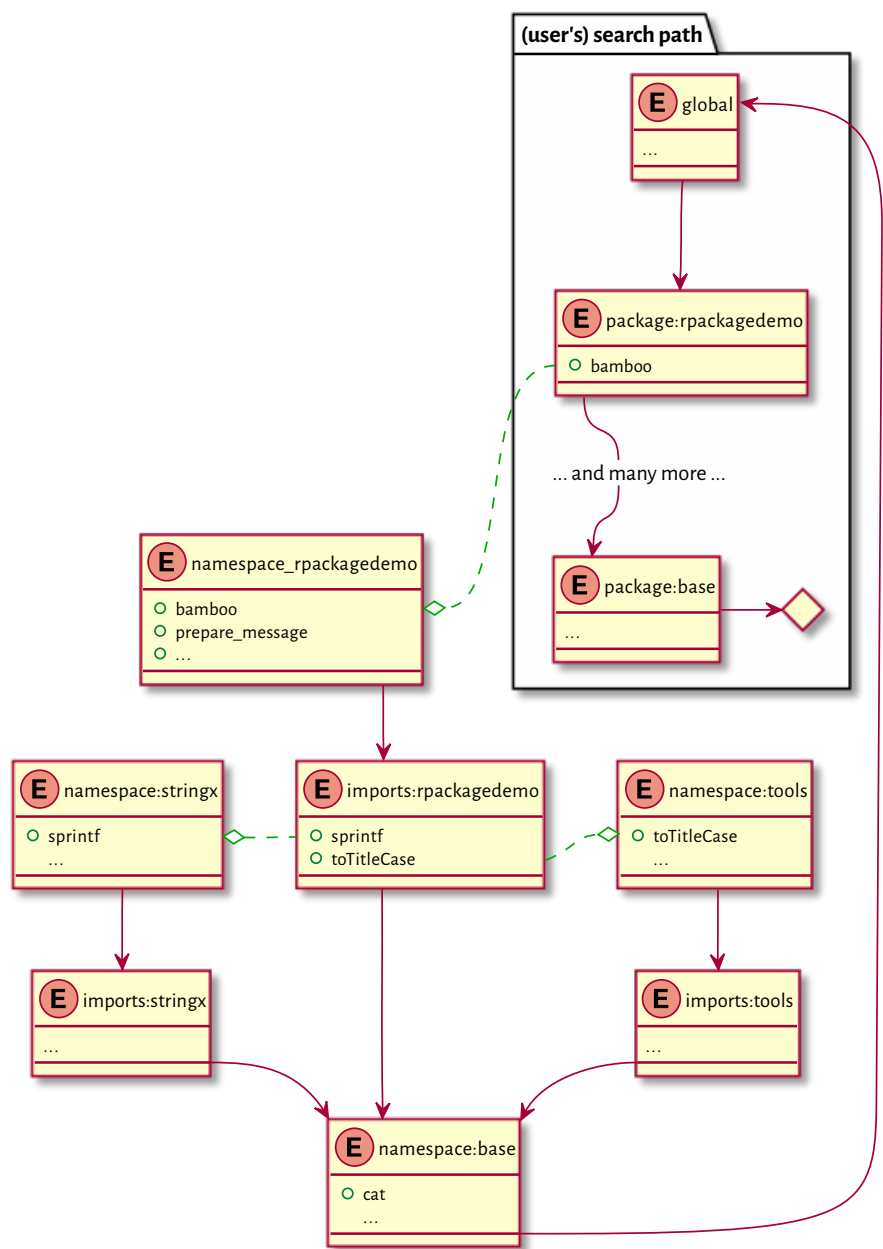 (user's) search path
E global
...
E package:rpackagedemo
bamboo
... and many more ...
E namespace_rpackagedemo
bamboo
prepare_message
...
E package:base
...
E namespace:stringx
sprintf
...
E imports:rpackagedemo
sprintf
toTitleCase
E namespace:tools
toTitleCase
...
E imports:stringx
...
E imports:tools
...
E namespace:base
cat
...